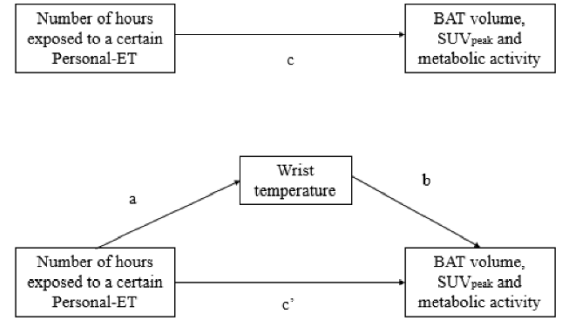 Number of hours
exposed to a certain
Personal-ET
c
BAT volume,
SUVpeak and
metabolic activity
Wrist
temperature
a
b
Number of hours
exposed to a certain
Personal-ET
c'
BAT volume,
SUVpeak and
metabolic activity